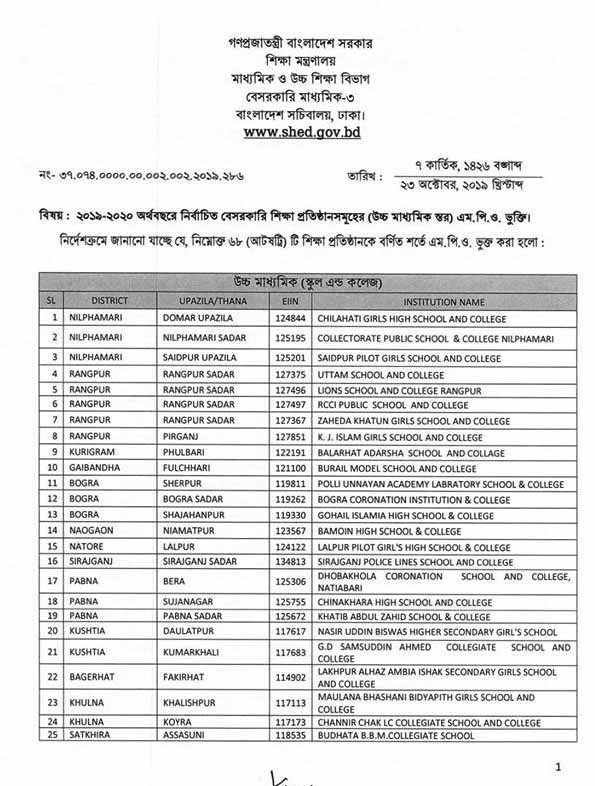 গণপ্রজাতন্ত্রী বাংলাদেশ সরকার
শিক্ষা মন্ত্রণালয়
মাধ্যমিক ও উচ্চ শিক্ষা বিভাগ
বেসরকারি মাধ্যমিক-৩
বাংলাদেশ সচিবালয়, ঢাকা।
www.shed.gov.bd
নং- ৩৭.০৭৪.০০০০.০০.০০২.০০২.২০১৯.২৮৬
তারিখ : ৭ কার্তিক, ১৪২৬ বঙ্গাব্দ
২৩ অক্টোবর, ২০১৯ খ্রিস্টাব্দ
বিষয় : ২০১৯-২০২০ অর্থবছরে নির্বাচিত বেসরকারি শিক্ষা প্রতিষ্ঠানসমূহের (উচ্চ মাধ্যমিক স্তর) এম.পি.ও. ভুক্তি।
নির্দেশক্রমে জানানো যাচ্ছে যে, নিম্নোক্ত ৬৮ (আটষট্টি) টি শিক্ষা প্রতিষ্ঠানকে বর্ণিত শর্তে এম.পি.ও. ভুক্ত করা হলো :
উচ্চ মাধ্যমিক (স্কুল এন্ড কলেজ)
SL DISTRICT UPAZILA/THANA EIIN INSTITUTION NAME
1 NILPHAMARI DOMAR UPAZILA 124844 CHILAHATI GIRLS HIGH SCHOOL AND COLLEGE
2 NILPHAMARI NILPHAMARI SADAR 125195 COLLECTORATE PUBLIC SCHOOL & COLLEGE NILPHAMARI
3 NILPHAMARI SAIDPUR UPAZILA 125201 SAIDPUR PILOT GIRLS SCHOOL AND COLLEGE
4 RANGPUR RANGPUR SADAR 127375 UTTAM SCHOOL AND COLLEGE
5 RANGPUR RANGPUR SADAR 127496 LIONS SCHOOL AND COLLEGE RANGPUR
6 RANGPUR RANGPUR SADAR 127497 RCCI PUBLIC SCHOOL AND COLLEGE
7 RANGPUR RANGPUR SADAR 127367 ZAHEDA KHATUN GIRLS SCHOOL AND COLLEGE
8 RANGPUR PIRGANJ 127851 K. J. ISLAM GIRLS SCHOOL AND COLLEGE
9 KURIGRAM PHULBARI 122191 BALARHAT ADARSHA SCHOOL AND COLLAGE
10 GAIBANDHA FULCHHARI 121100 BURAIL MODEL SCHOOL AND COLLEGE
11 BOGRA SHERPUR 119811 POLLI UNNAYAN ACADEMY LABRATORY SCHOOL & COLLEGE
12 BOGRA BOGRA SADAR 119262 BOGRA CORONATION INSTITUTION & COLLEGE
13 BOGRA SHAJAHANPUR 119330 GOHAIL ISLAMIA HIGH SCHOOL & COLLEGE
14 NAOGAON NIAMATPUR 123567 BAMOIN HIGH SCHOOL & COLLEGE
15 NATORE LALPUR 124122 LALPUR PILOT GIRL'S HIGH SCHOOL & COLLEGE
16 SIRAJGANJ SIRAJGANJ SADAR 134813 SIRAJGANJ POLICE LINES SCHOOL AND COLLEGE
17 PABNA BERA 125306 DHOBAKHOLA CORONATION SCHOOL AND COLLEGE,
NATIABARI
18 PABNA SUJANAGAR 125755 CHINAKHARA HIGH SCHOOL AND COLLEGE
19 PABNA PABNA SADAR 125672 KHATIB ABDUL ZAHID SCHOOL & COLLEGE
20 KUSHTIA DAULATPUR 117617 NASIR UDDIN BISWAS HIGHER SECONDARY GIRL'S SCHOOL
21 KUSHTIA KUMARKHALI 117683 G.D SAMSUDDIN AHMED COLLEGIATE SCHOOL AND
COLLEGE
22 BAGERHAT FAKIRHAT 114902 LAKHPUR ALHAZ AMBIA ISHAK SECONDARY GIRLS SCHOOL
AND COLLEGE
23 KHULNA KHALISHPUR 117113 MAULANA BHASHANI BIDYAPITH GIRLS SCHOOL AND
COLLEGE
24 KHULNA KOYRA 117173 CHANNIR CHAK LC COLLEGIATE SCHOOL AND COLLEGE
25 SATKHIRA ASSASUNI 118535 BUDHATA B.B.M.COLLEGIATE SCHOOL
1